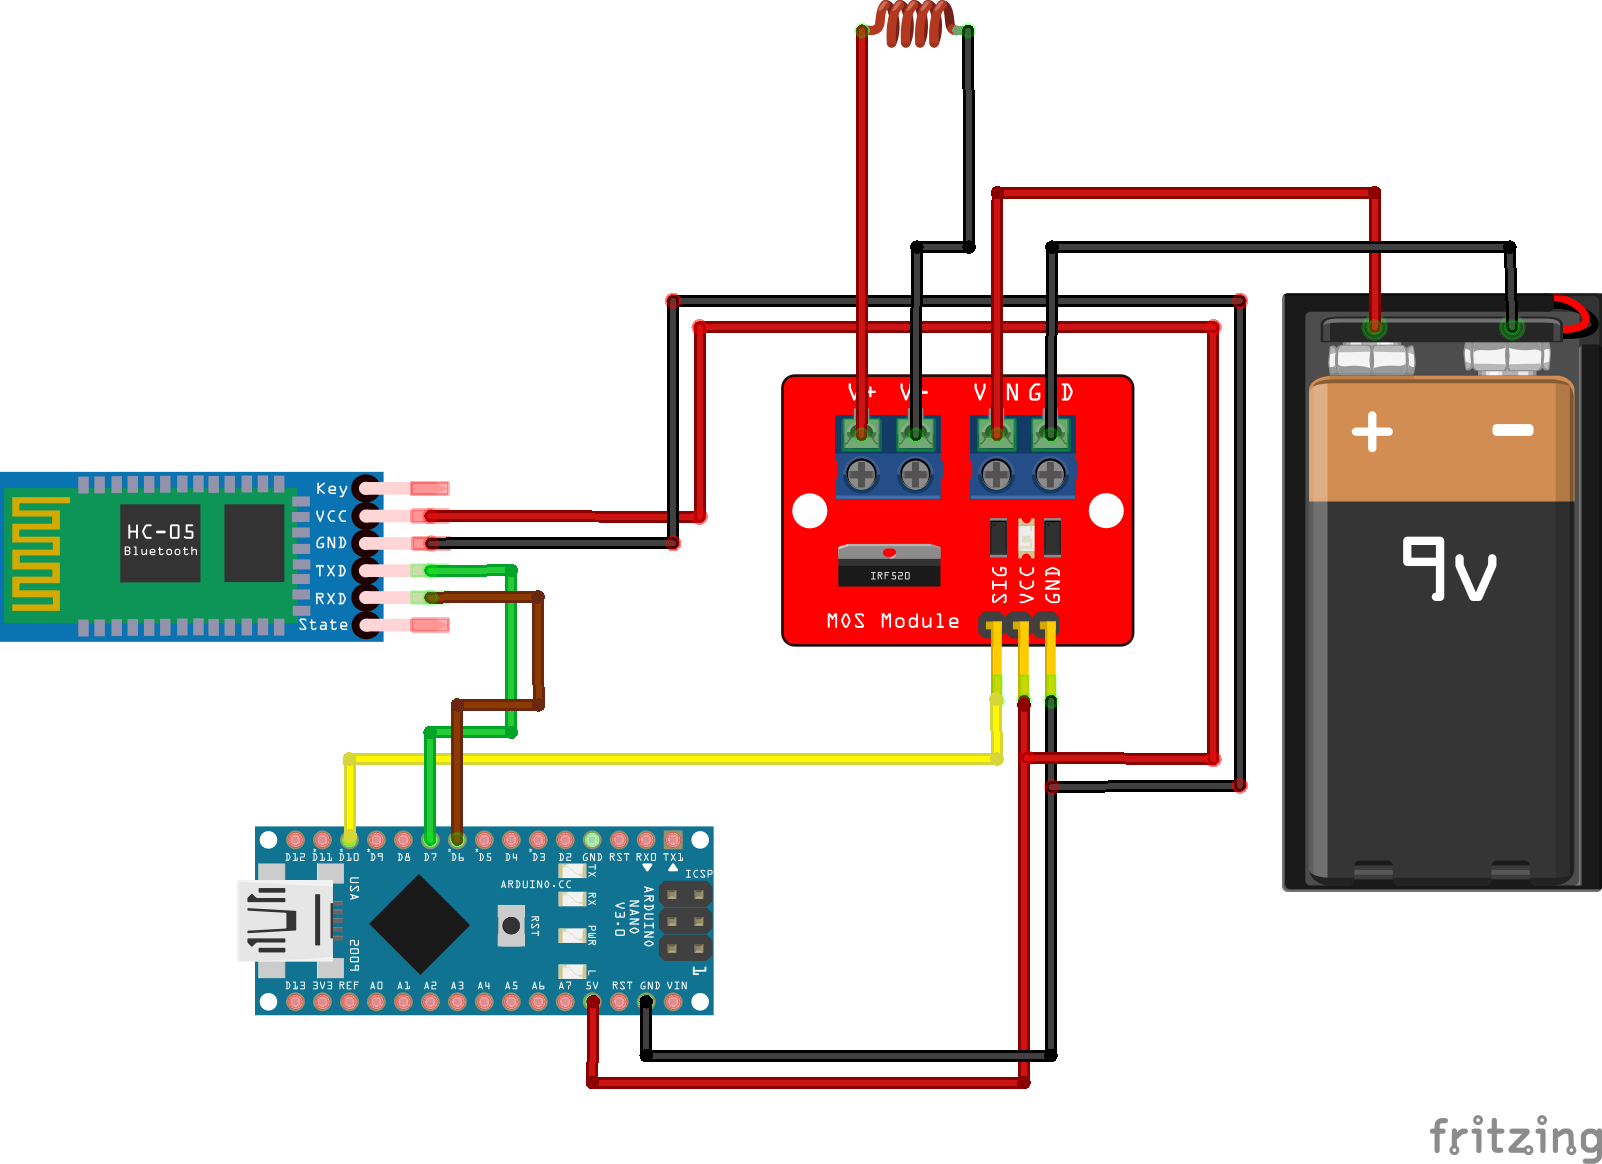 V+ V- VIN GND
+ -
9v
Key
VCC
GND
TXD
RXD
State
HC-05
Bluetooth
SIG
VCC
GND
IRF520
MOS Module
D12 D11 D10 D9 D8 D7 D6 D5 D4 D3 D2 GND RST RX0 TX1
USA
2009
ARDUINO.CC
RST
TX
RX
PWR
L
ARDUINO
NANO
V3.0
ICSP
1
D13 3V3 REF A0 A1 A2 A3 A4 A5 A6 A7 5V RST GND VIN
fritzing